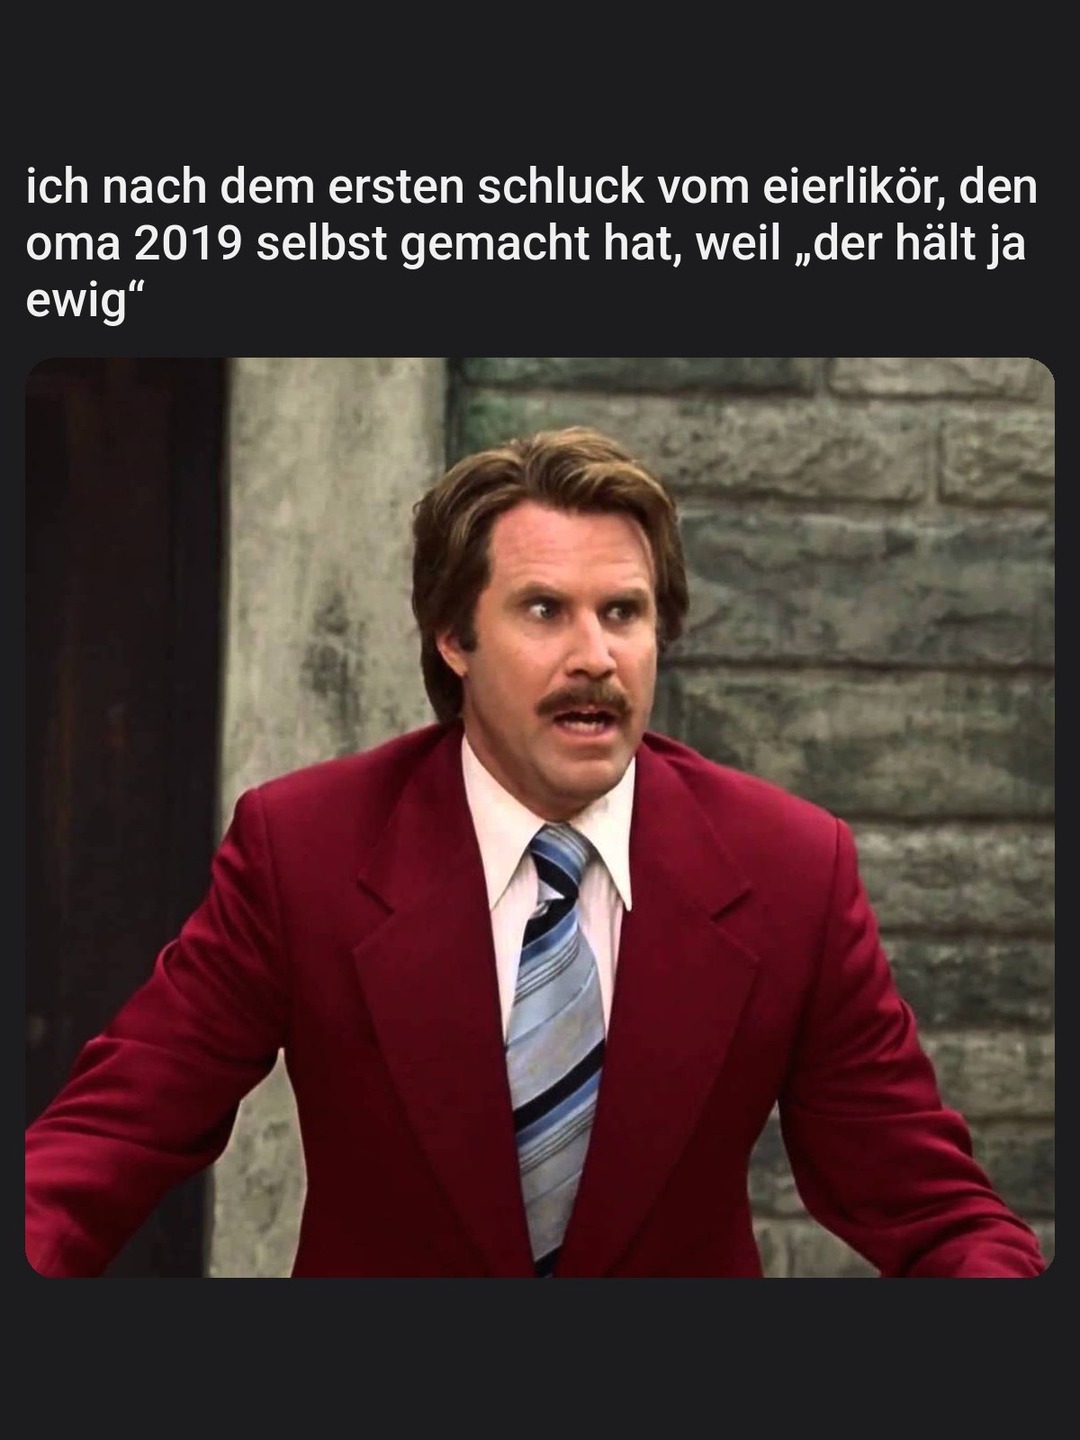 ich nach dem ersten schluck vom eierlikör, den
oma 2019 selbst gemacht hat, weil „der hält ja
ewig“